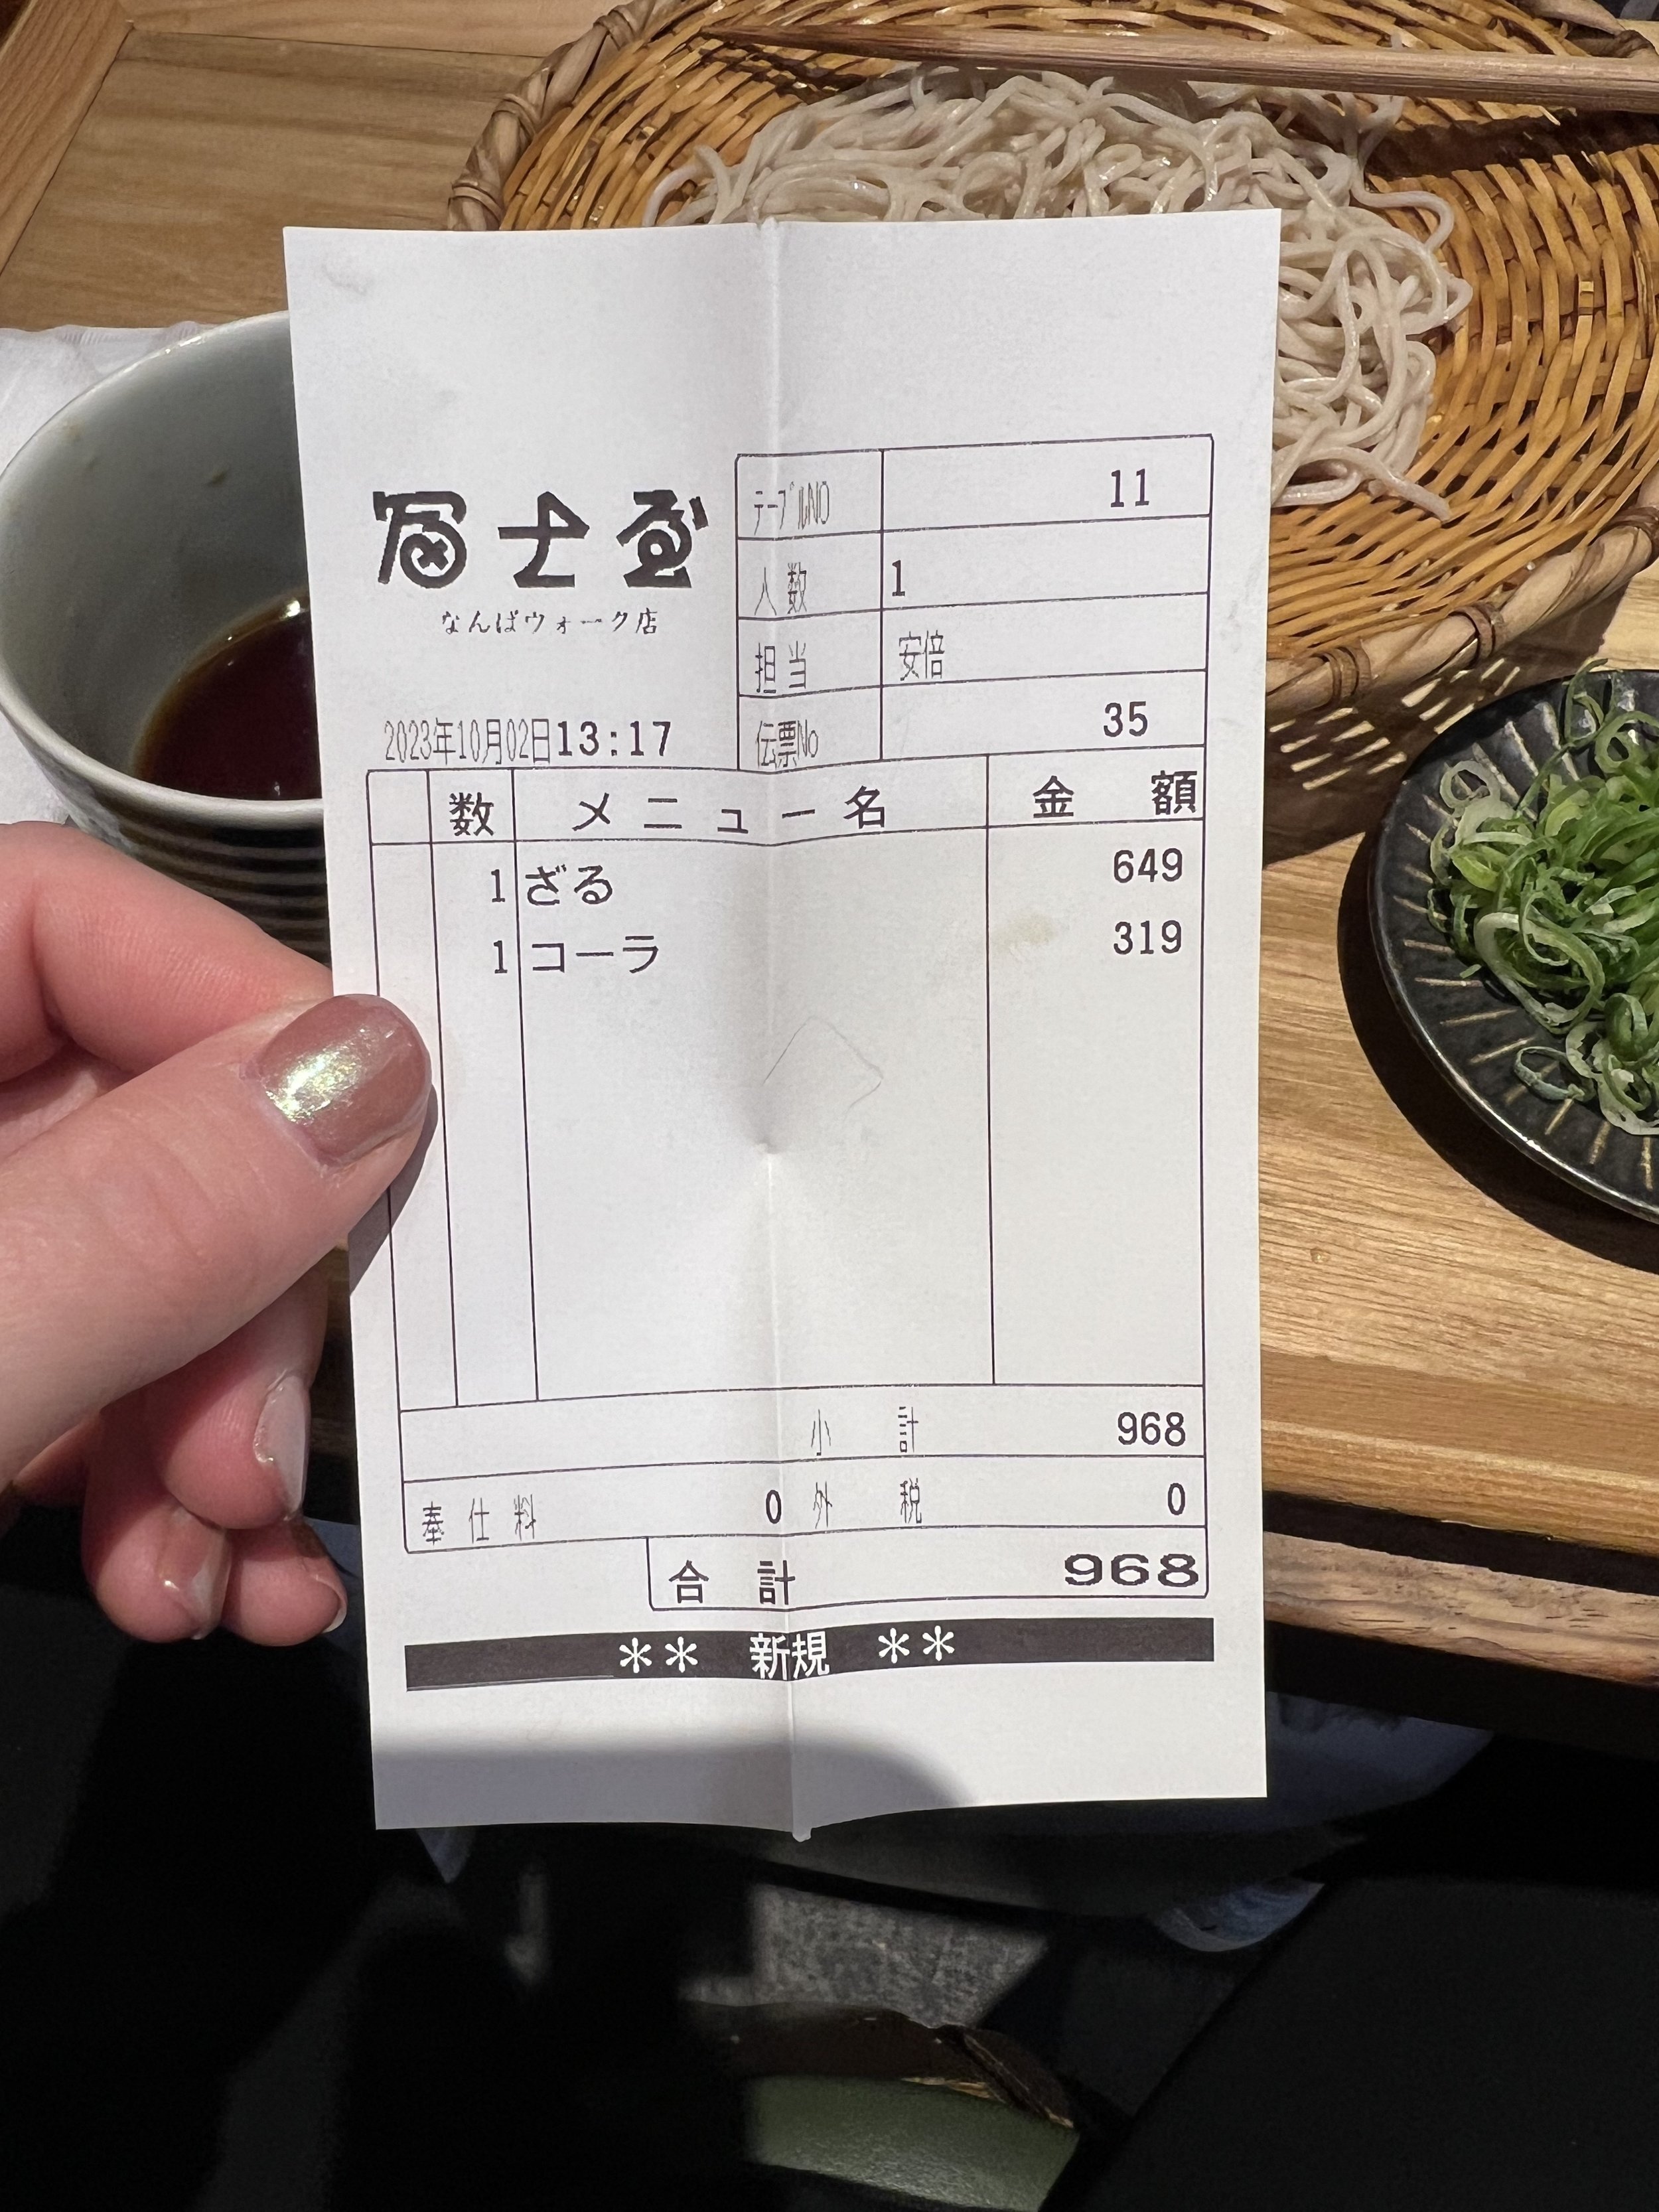 冨士屋
なんばウォーク店
テーブルNO 11
人数 1
担当 安倍
伝票No 35
2023年10月02日13:17
数 メニュー名 金額
1 ざる 649
1 コーラ 319
小計 968
奉仕料 0 外税 0
合計 968
** 新規 **